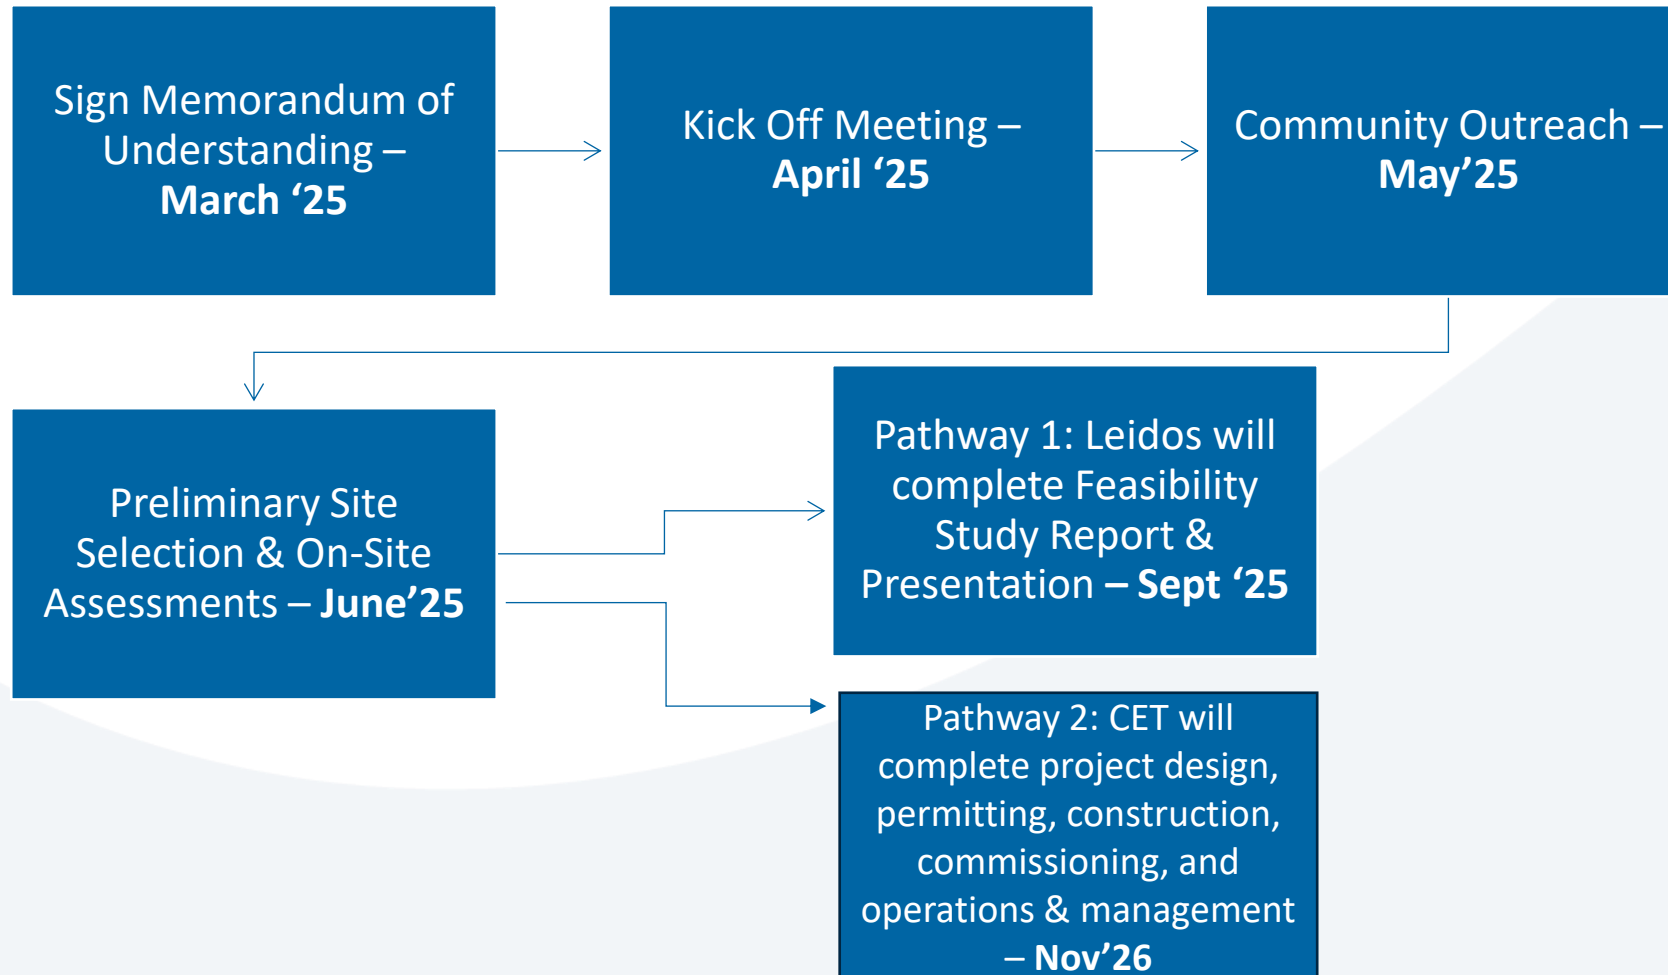 Sign Memorandum of
Understanding –
March ‘25
Kick Off Meeting –
April ‘25
Community Outreach –
May’25
Preliminary Site
Selection & On-Site
Assessments – June’25
Pathway 1: Leidos will
complete Feasibility
Study Report &
Presentation – Sept ‘25
Pathway 2: CET will
complete project design,
permitting, construction,
commissioning, and
operations & management
– Nov’26